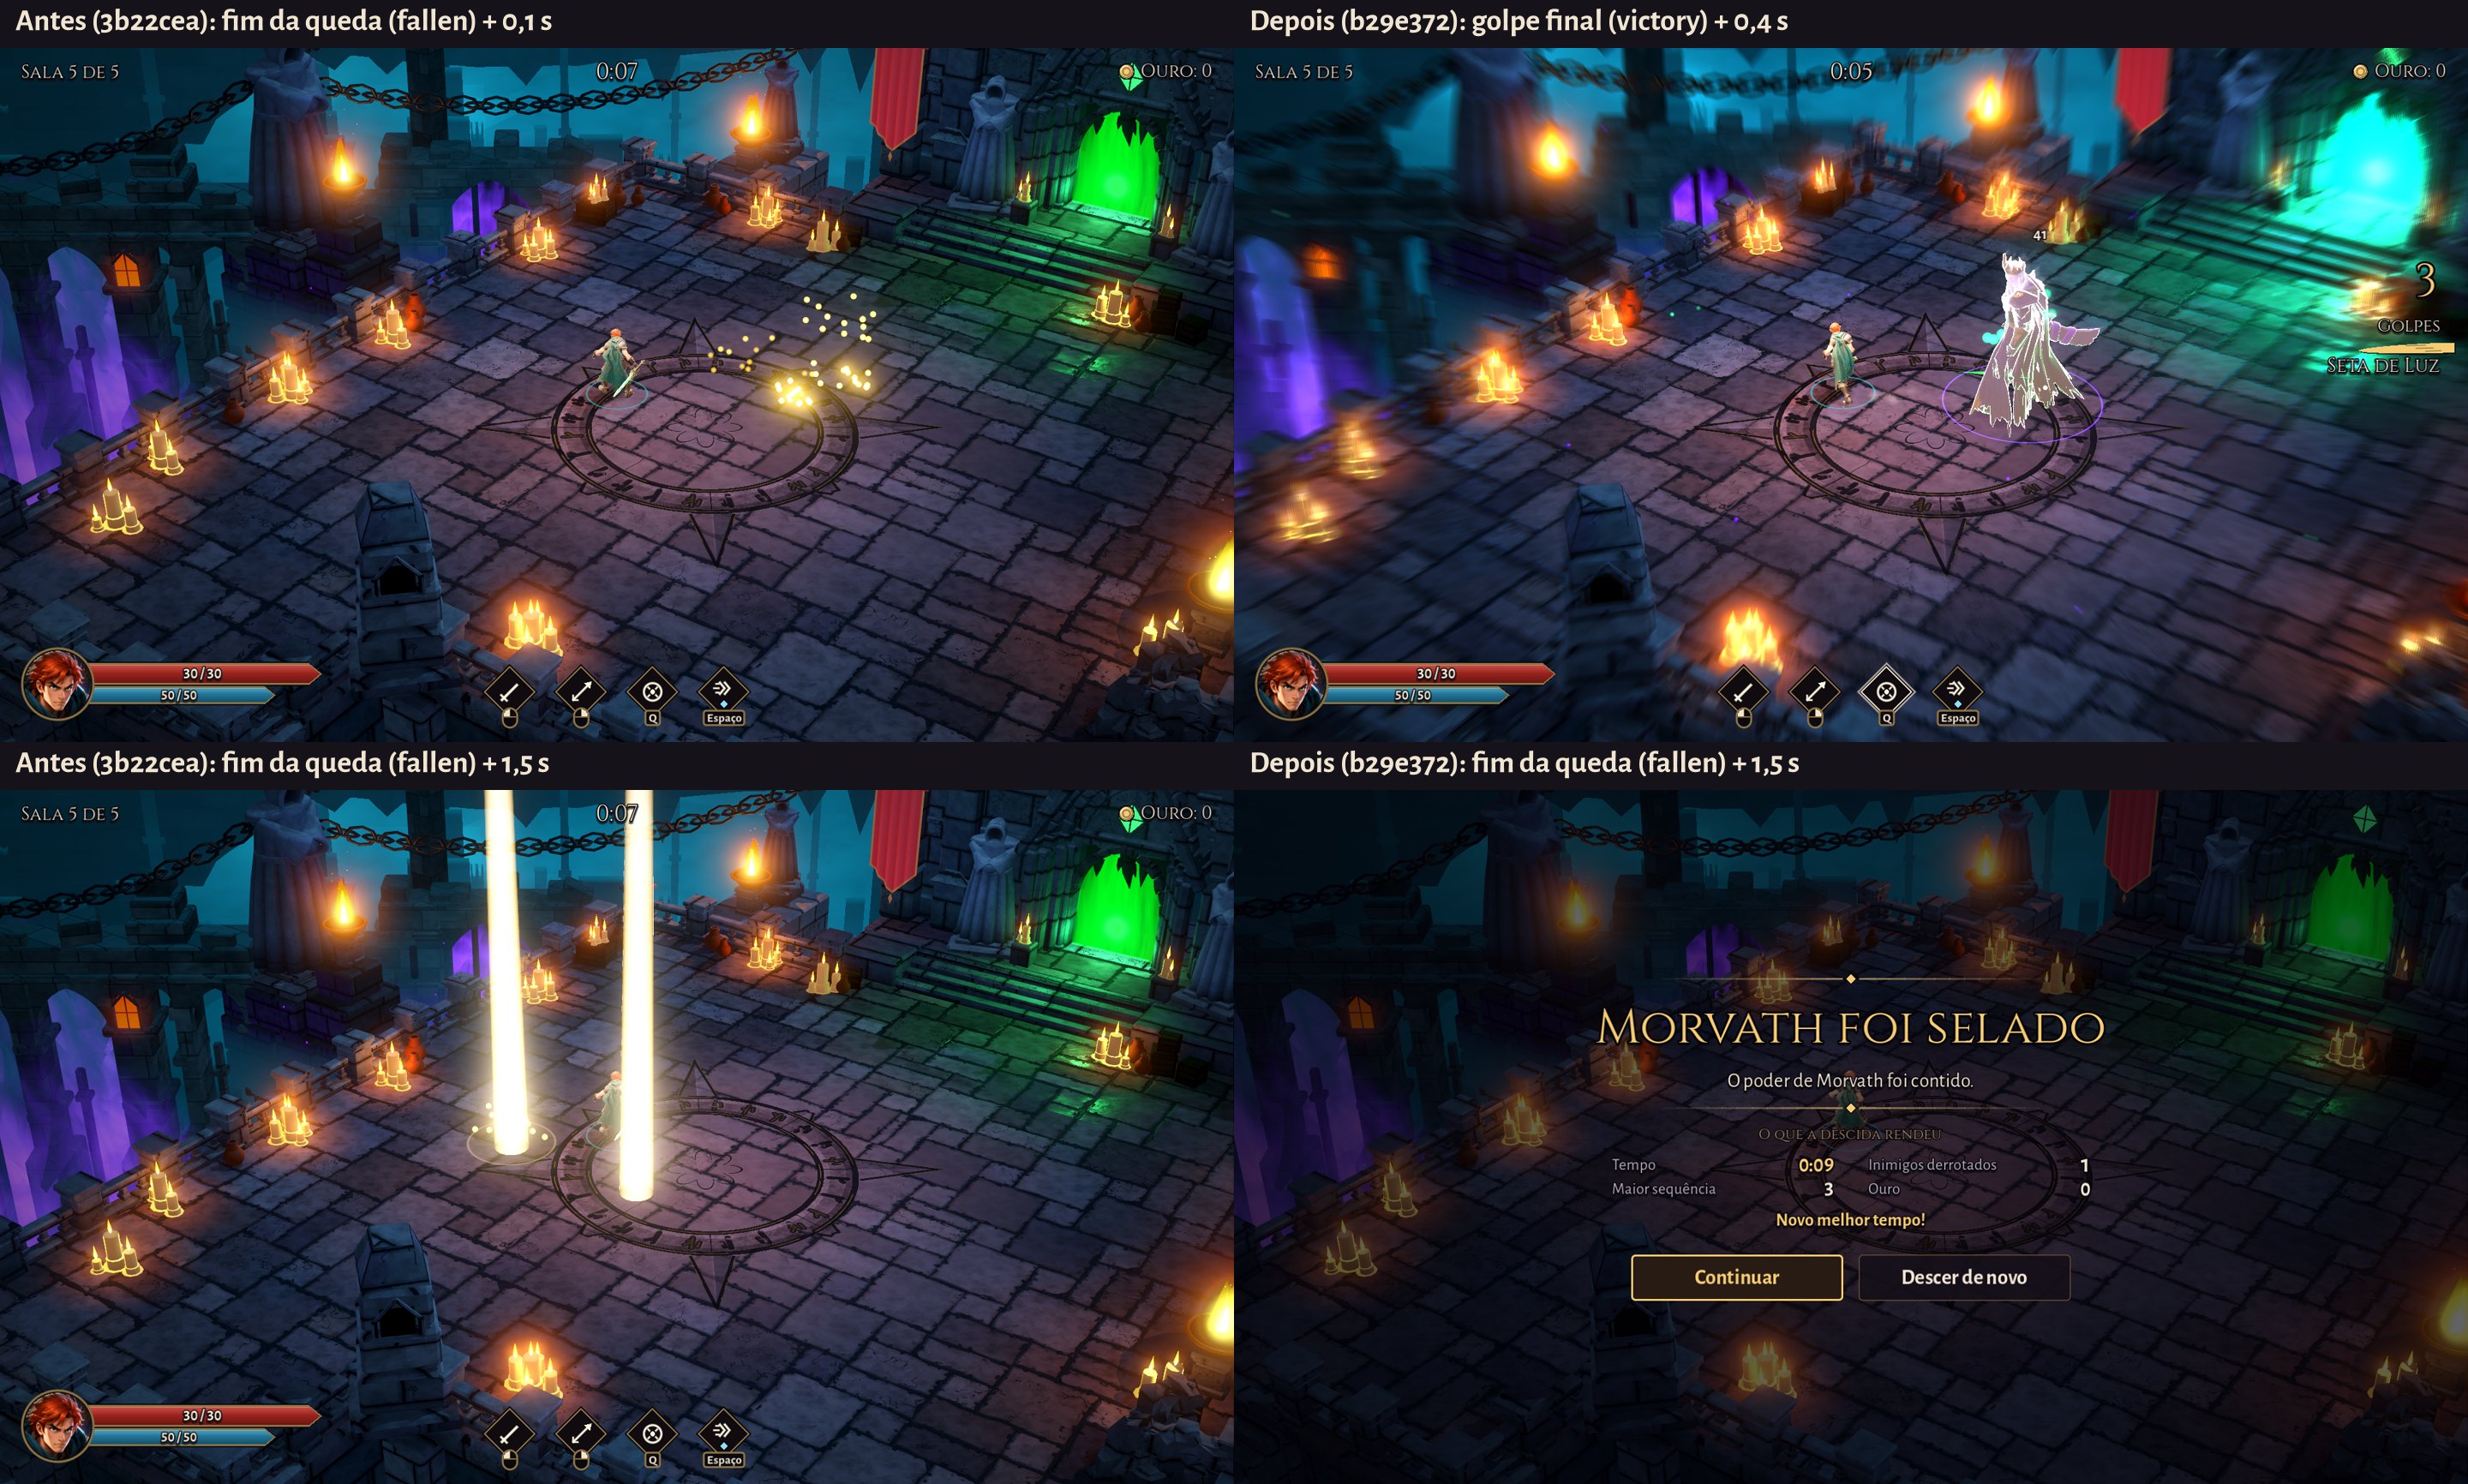 Antes (3b22cea): fim da queda (fallen) + 0,1 s
Sala 5 de 5
0:07
Ouro: 0
30/30
50/50
Q
Espaço
Depois (b29e372): golpe final (victory) + 0,4 s
Sala 5 de 5
0:05
Ouro: 0
41
3
Golpes
Seta de Luz
30/30
50/50
Q
Espaço
Antes (3b22cea): fim da queda (fallen) + 1,5 s
Sala 5 de 5
0:07
Ouro: 0
30/30
50/50
Q
Espaço
Depois (b29e372): fim da queda (fallen) + 1,5 s
Morvath foi selado
O poder de Morvath foi contido.
O que a descida rendeu
Tempo 0:09 Inimigos derrotados 1
Maior sequência 3 Ouro 0
Novo melhor tempo!
Continuar Descer de novo